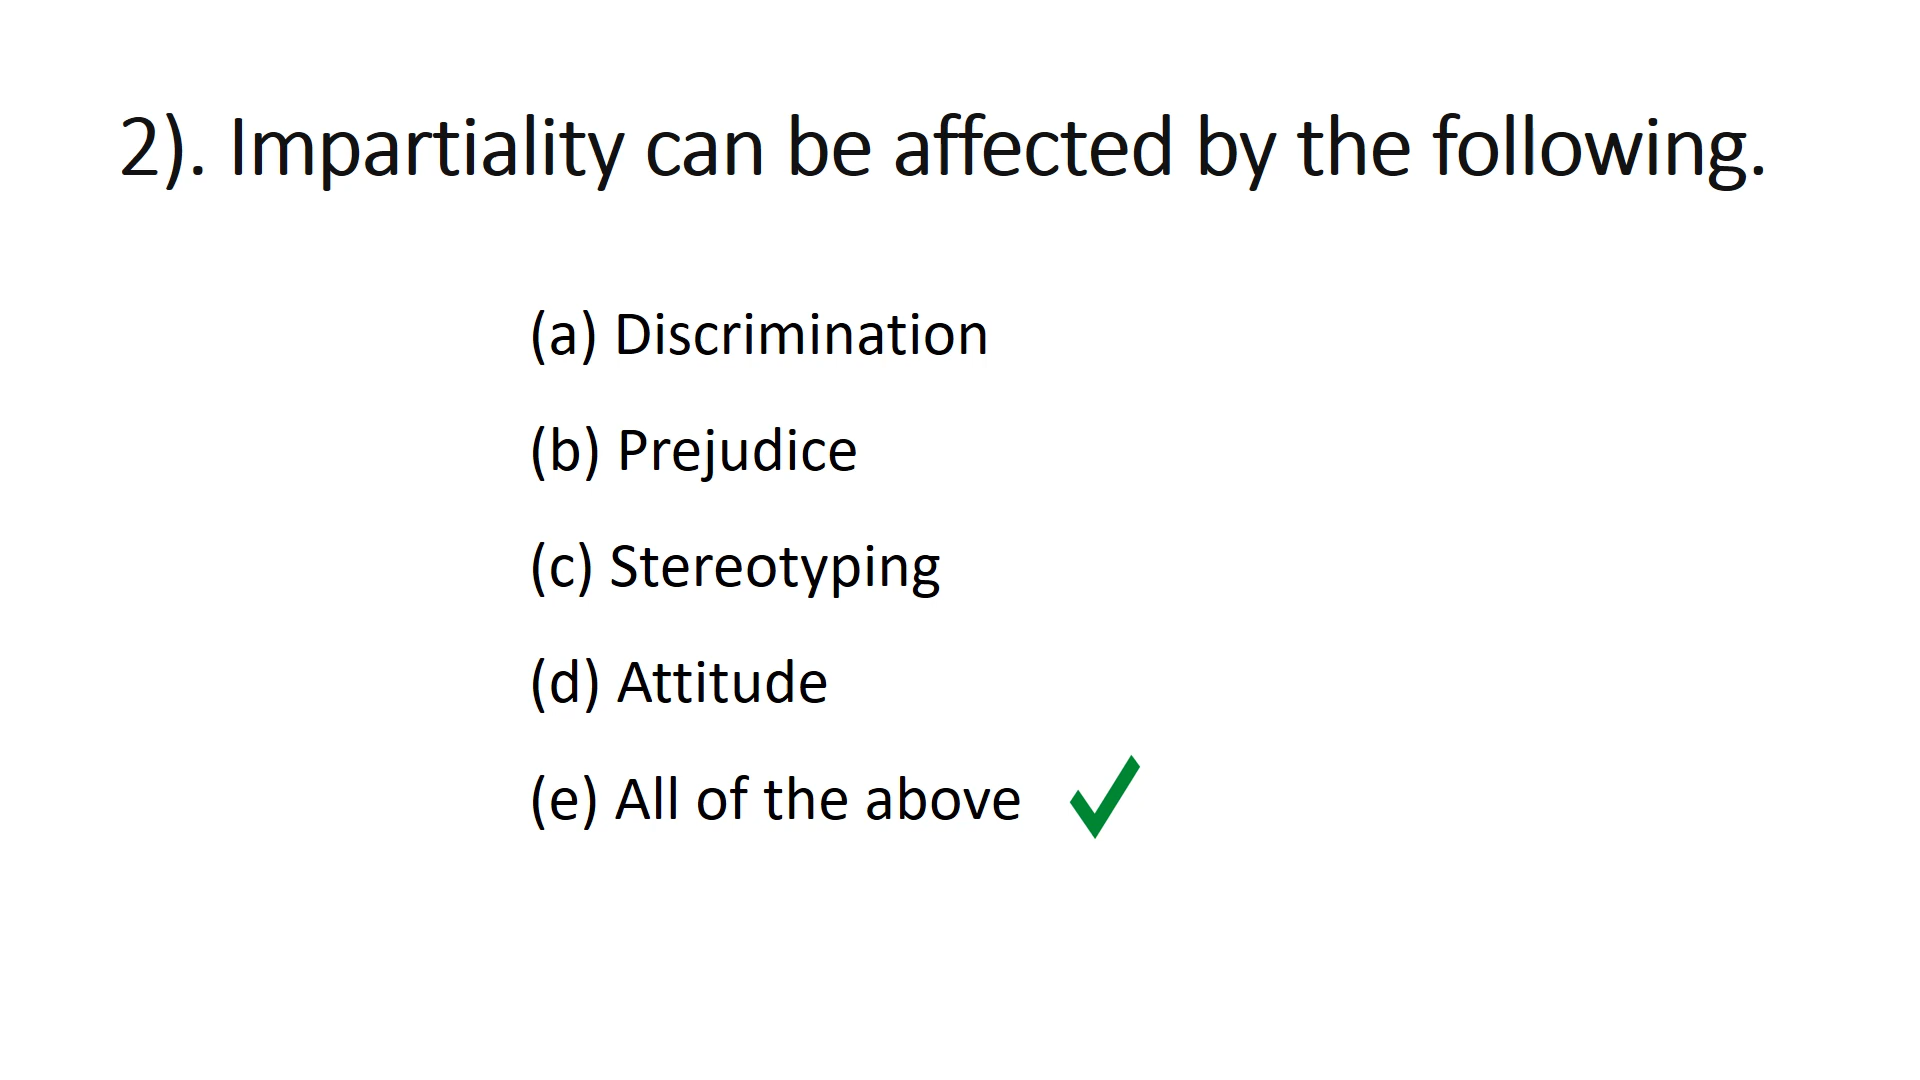 2). Impartiality can be affected by the following.
(a) Discrimination
(b) Prejudice
(c) Stereotyping
(d) Attitude
(e) All of the above